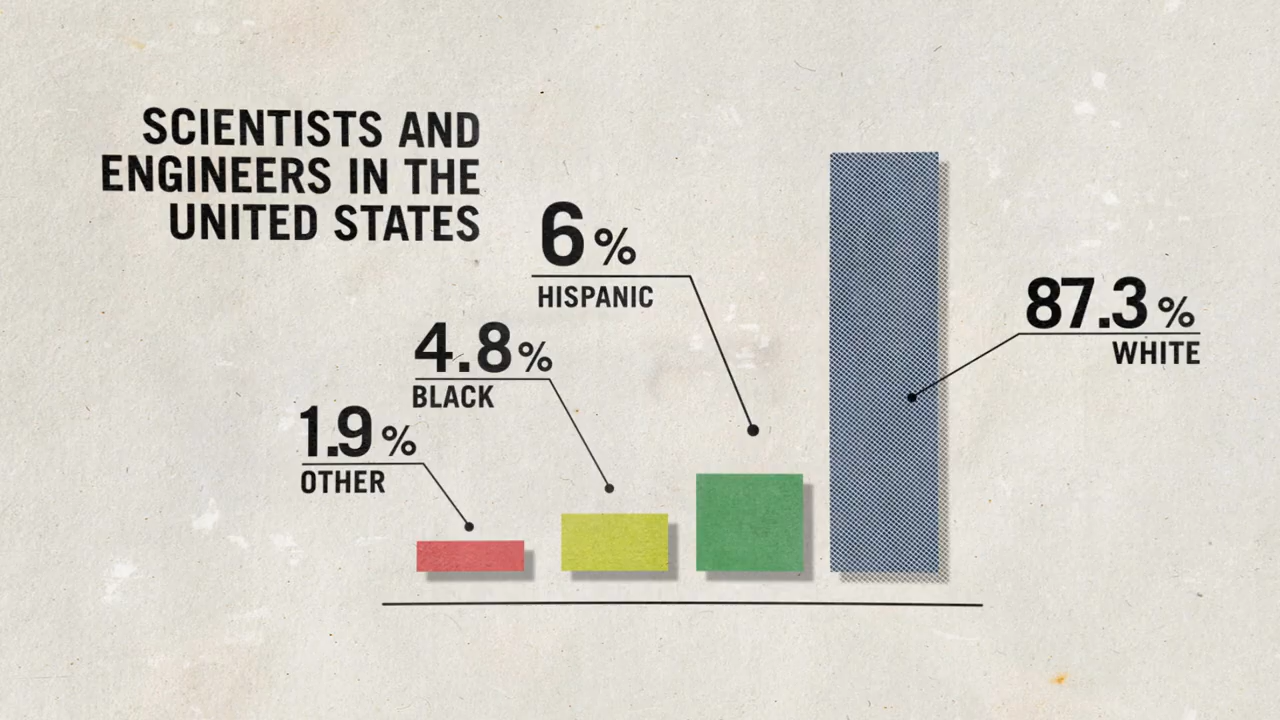 SCIENTISTS AND
ENGINEERS IN THE
UNITED STATES
6 %
HISPANIC
87.3 %
WHITE
4.8 %
BLACK
1.9 %
OTHER